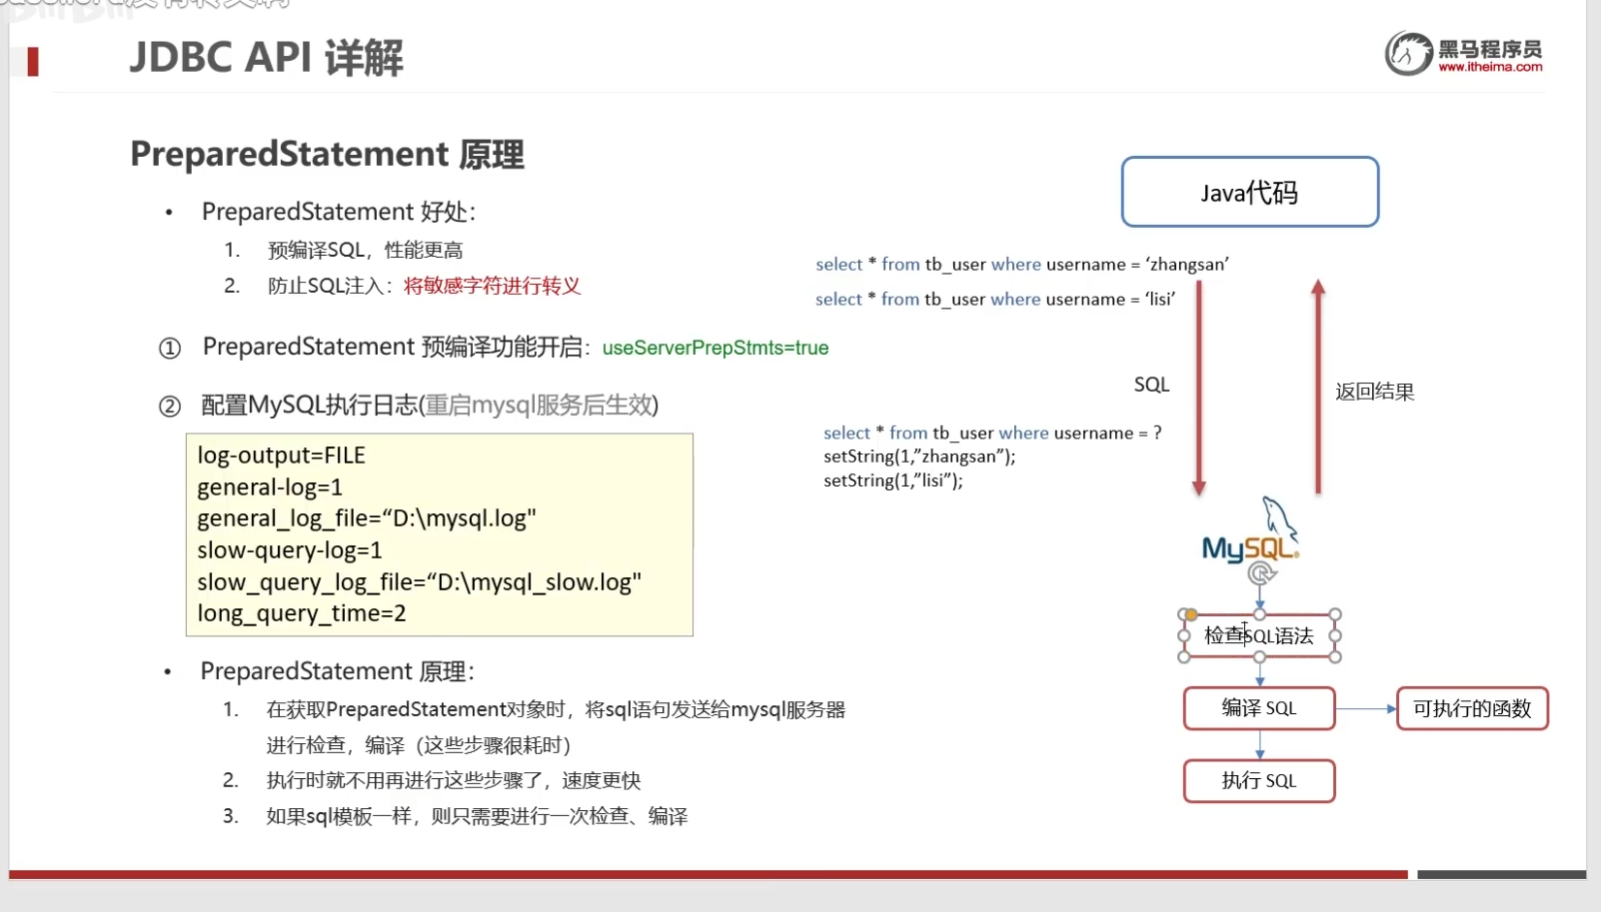 JDBC API 详解
黑马程序员
www.itheima.com
PreparedStatement 原理
• PreparedStatement 好处：
1. 预编译SQL，性能更高
2. 防止SQL注入：将敏感字符进行转义
① PreparedStatement 预编译功能开启：useServerPrepStmts=true
② 配置MySQL执行日志(重启mysql服务后生效)
log-output=FILE
general-log=1
general_log_file=“D:\mysql.log"
slow-query-log=1
slow_query_log_file=“D:\mysql_slow.log"
long_query_time=2
• PreparedStatement 原理：
1. 在获取PreparedStatement对象时，将sql语句发送给mysql服务器
进行检查，编译（这些步骤很耗时）
2. 执行时就不用再进行这些步骤了，速度更快
3. 如果sql模板一样，则只需要进行一次检查、编译
Java代码
select * from tb_user where username = ‘zhangsan’
select * from tb_user where username = ‘lisi’
SQL
返回结果
select * from tb_user where username = ?
setString(1,”zhangsan”);
setString(1,”lisi”);
MySQL
检查SQL语法
编译 SQL
可执行的函数
执行 SQL